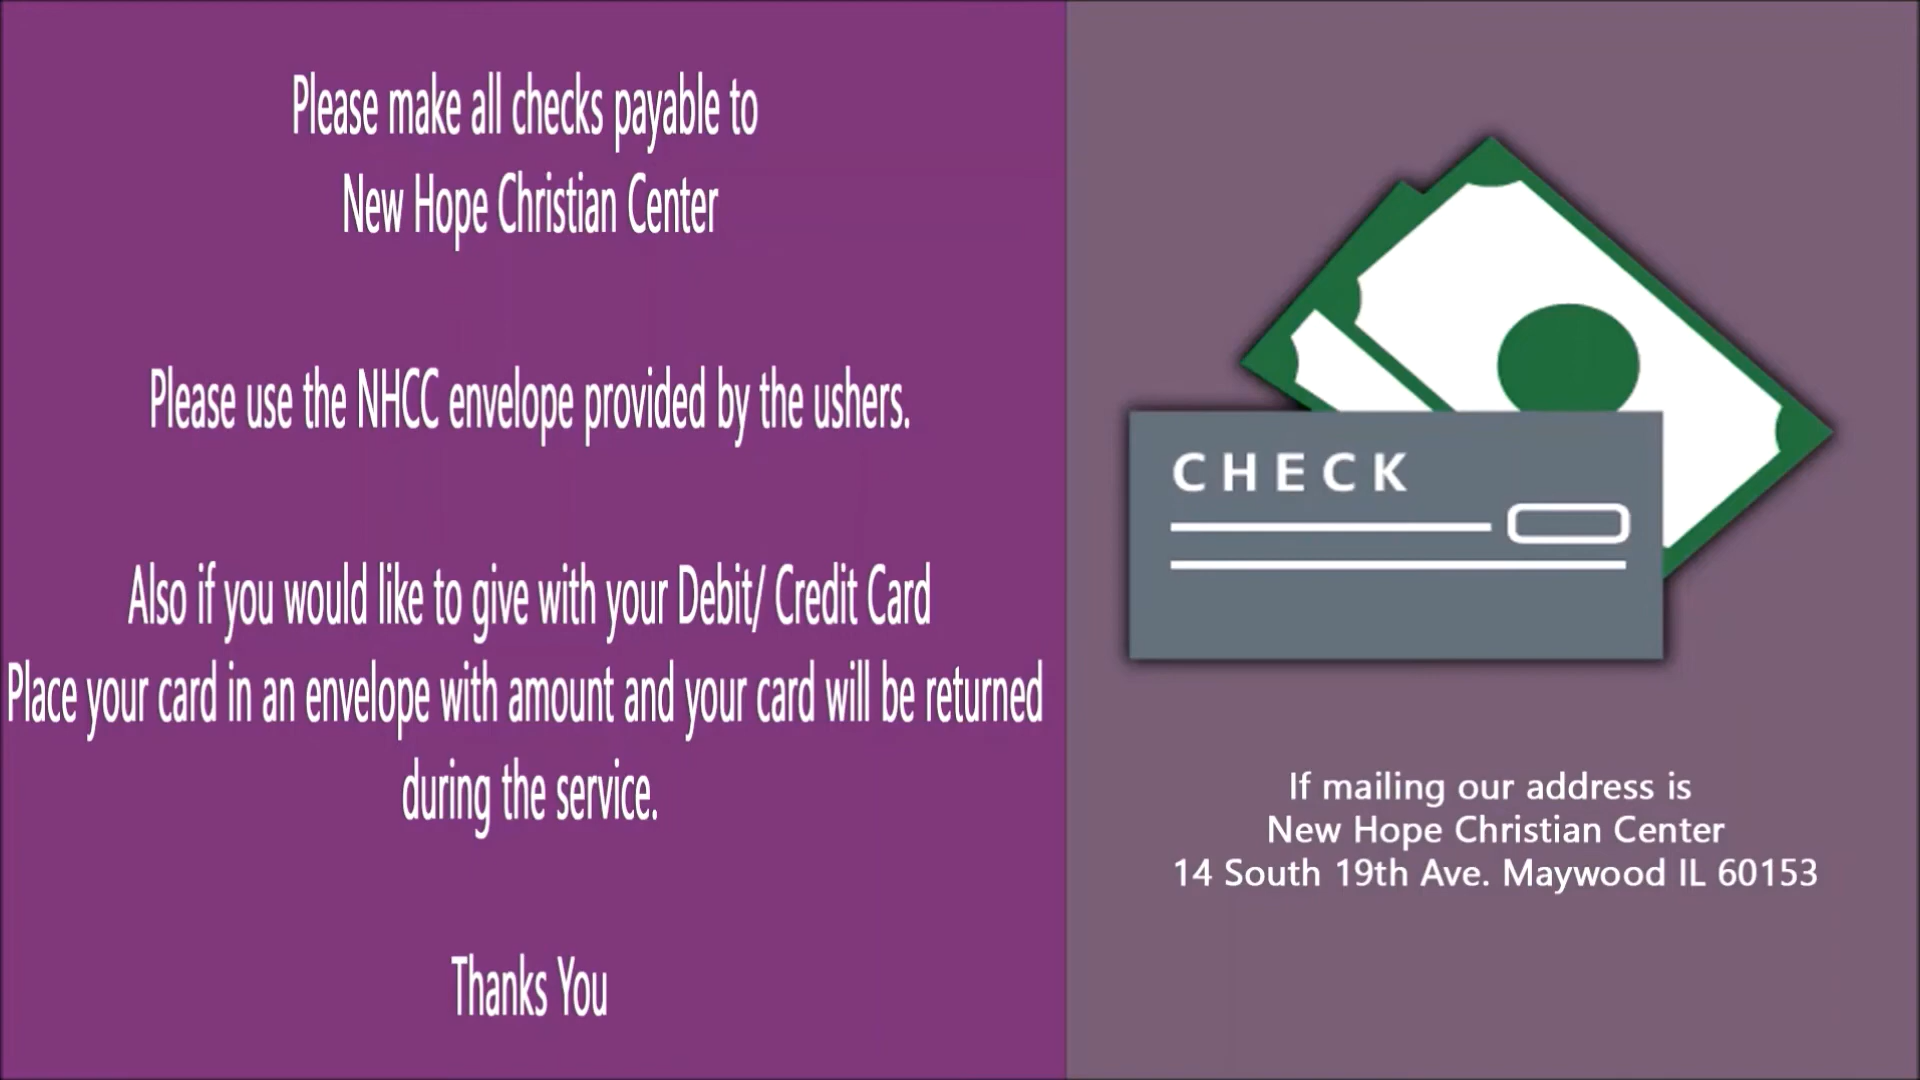 Please make all checks payable to
New Hope Christian Center
Please use the NHCC envelope provided by the ushers.
Also if you would like to give with your Debit/ Credit Card
Place your card in an envelope with amount and your card will be returned
during the service.
Thanks You
CHECK
If mailing our address is
New Hope Christian Center
14 South 19th Ave. Maywood IL 60153